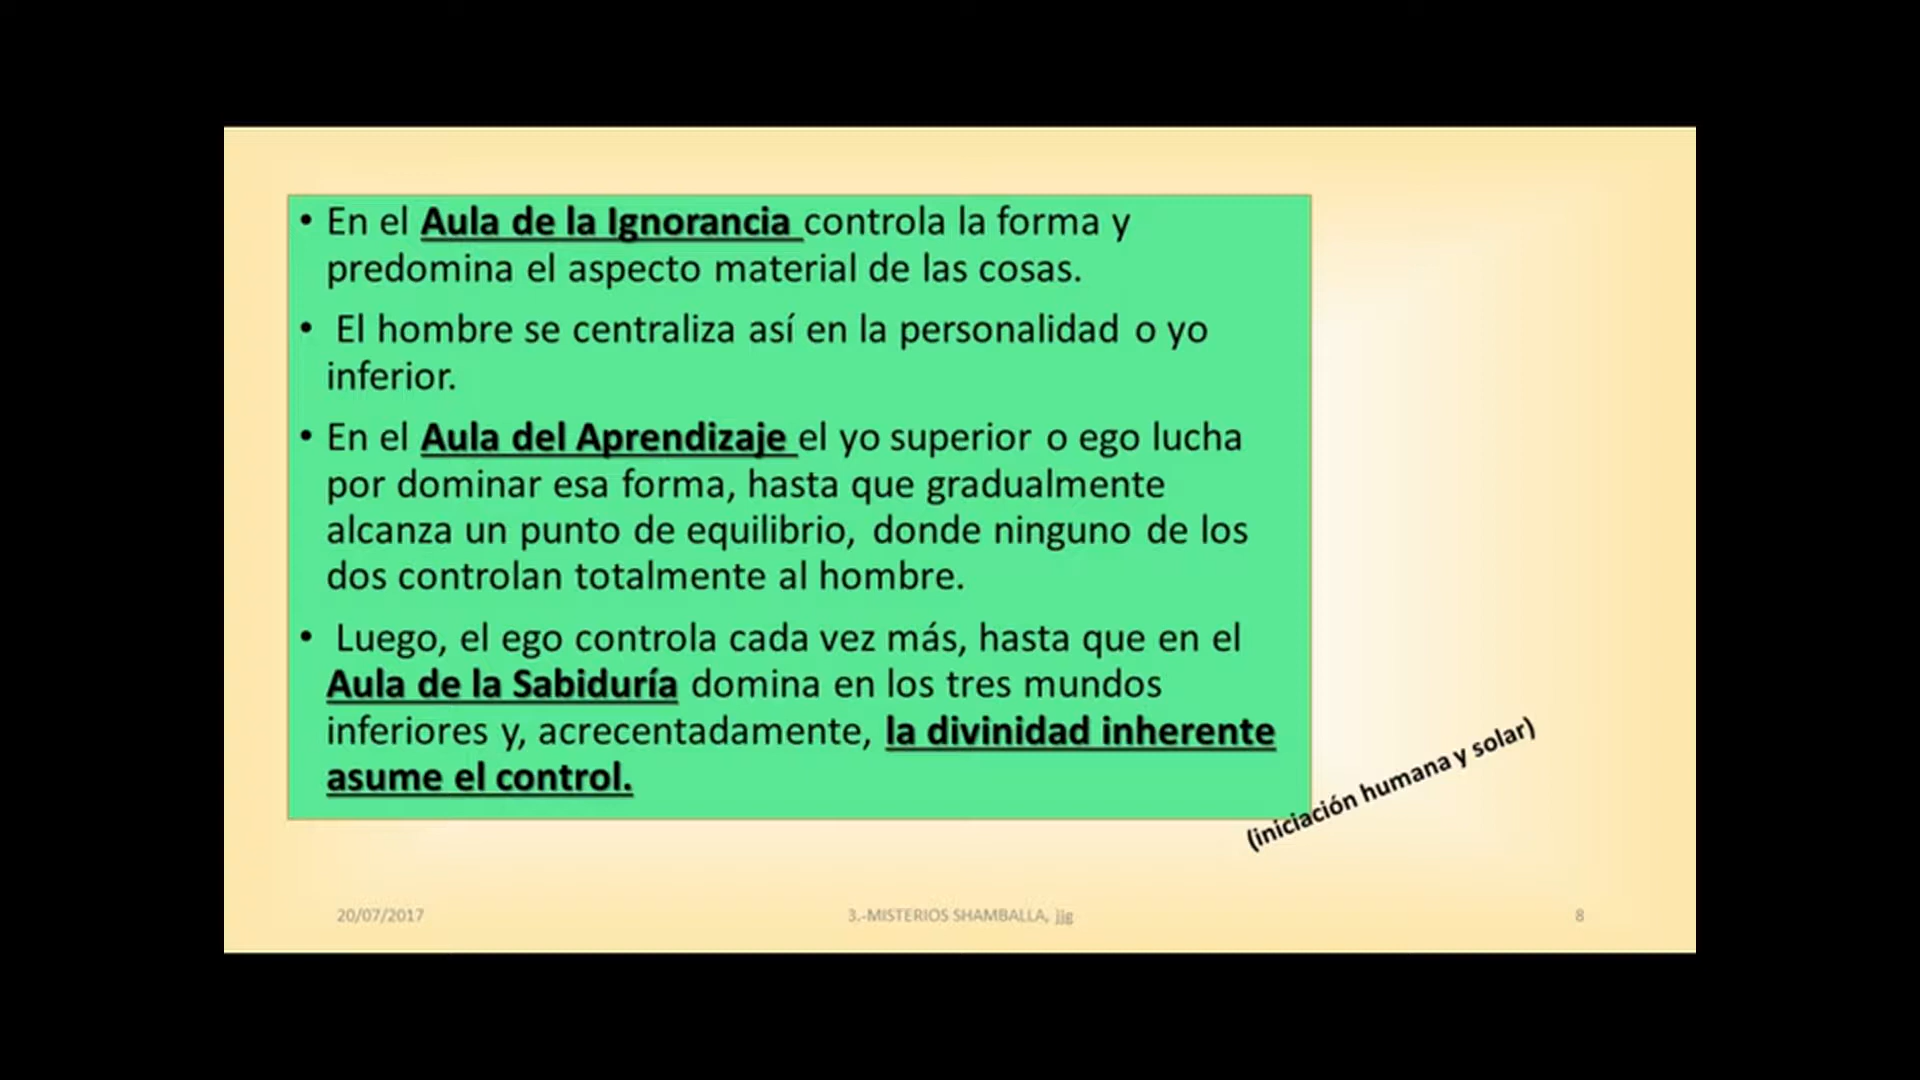 • En el Aula de la Ignorancia controla la forma y
predomina el aspecto material de las cosas.
• El hombre se centraliza así en la personalidad o yo
inferior.
• En el Aula del Aprendizaje el yo superior o ego lucha
por dominar esa forma, hasta que gradualmente
alcanza un punto de equilibrio, donde ninguno de los
dos controlan totalmente al hombre.
• Luego, el ego controla cada vez más, hasta que en el
Aula de la Sabiduría domina en los tres mundos
inferiores y, acrecentadamente, la divinidad inherente
asume el control.
(iniciación humana y solar)
20/07/2017
3.-MISTERIOS SHAMBALLA, jjg
8